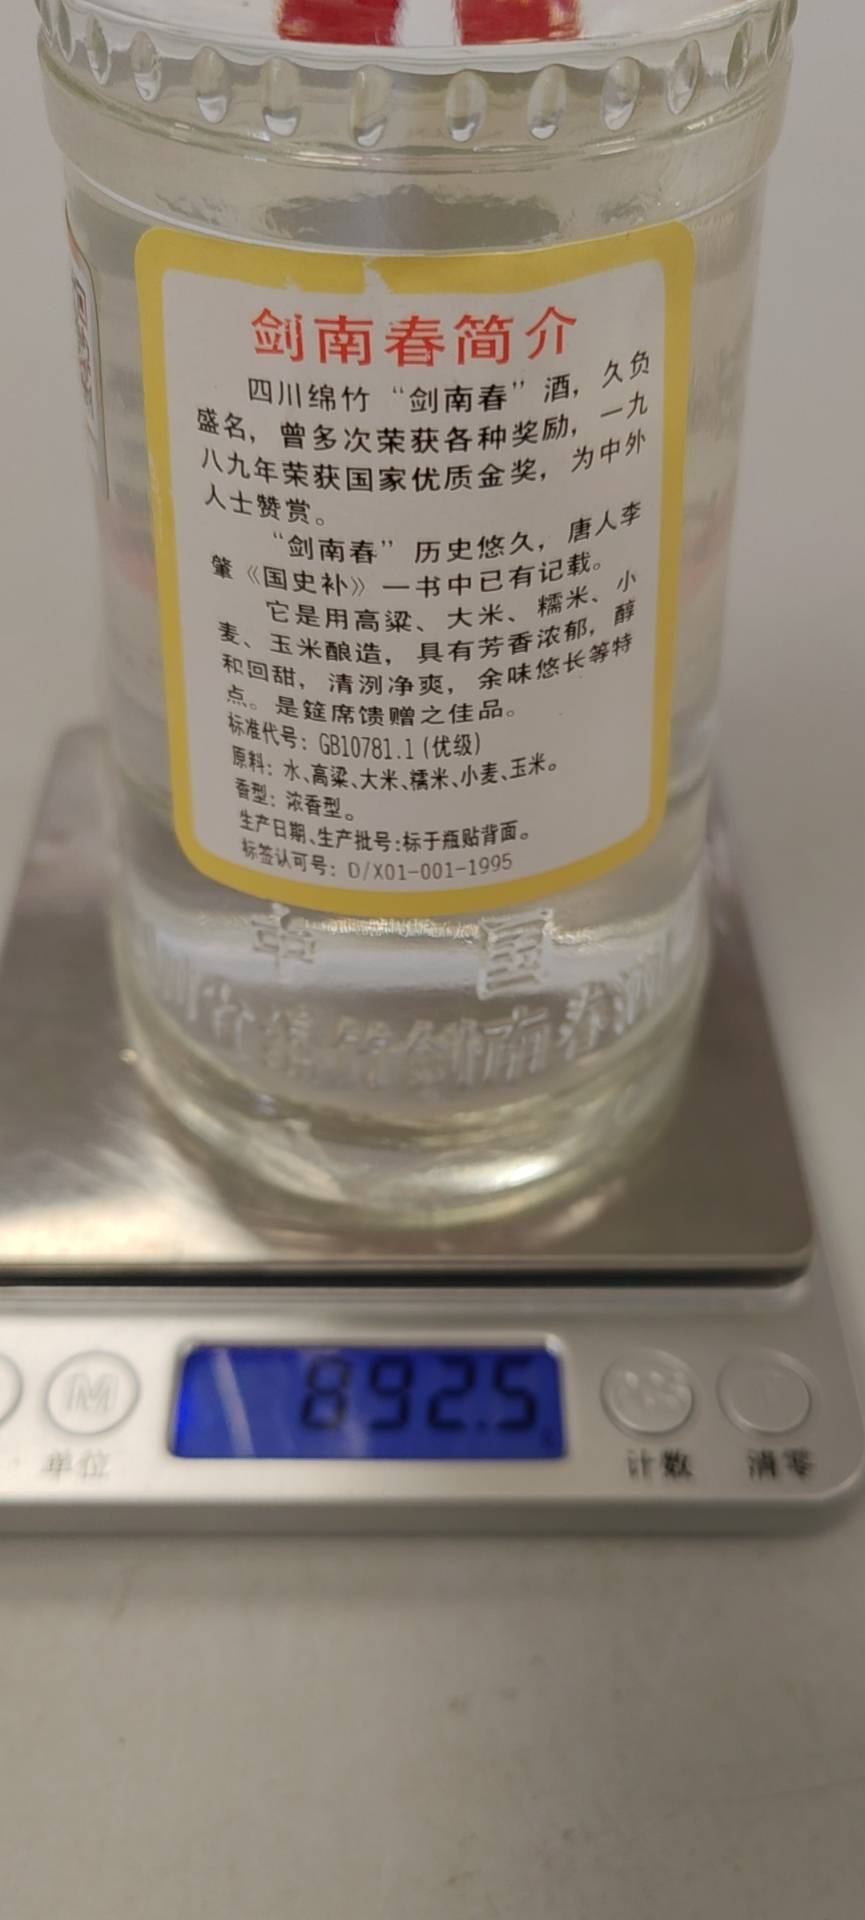 剑南春简介
四川绵竹“剑南春”酒，久负
盛名，曾多次荣获各种奖励，一九
八九年荣获国家优质金奖，为中外
人士赞赏。
“剑南春”历史悠久，唐人李
肇《国史补》一书中已有记载。
它是用高粱、大米、糯米、小
麦、玉米酿造，具有芳香浓郁，醇
和回甜，清洌净爽，余味悠长等特
点。是筵席馈赠之佳品。
标准代号：GB10781.1(优级)
原料：水、高粱、大米、糯米、小麦、玉米。
香型：浓香型。
生产日期、生产批号：标于瓶贴背面。
标签认可号：D/X01-001-1995
中国
绵竹剑南春酒
892.5
M
单位 计数 清零